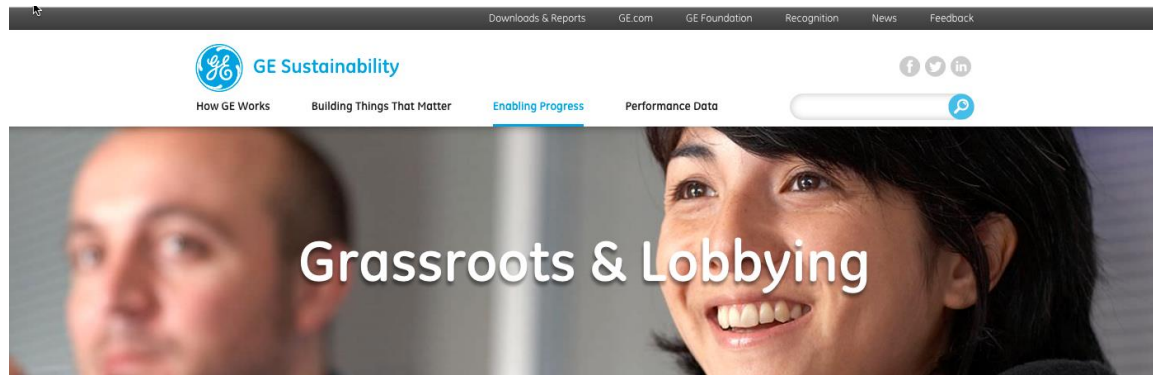 Downloads & Reports GE.com GE Foundation Recognition News Feedback
GE Sustainability
How GE Works Building Things That Matter Enabling Progress Performance Data
Grassroots & Lobbying